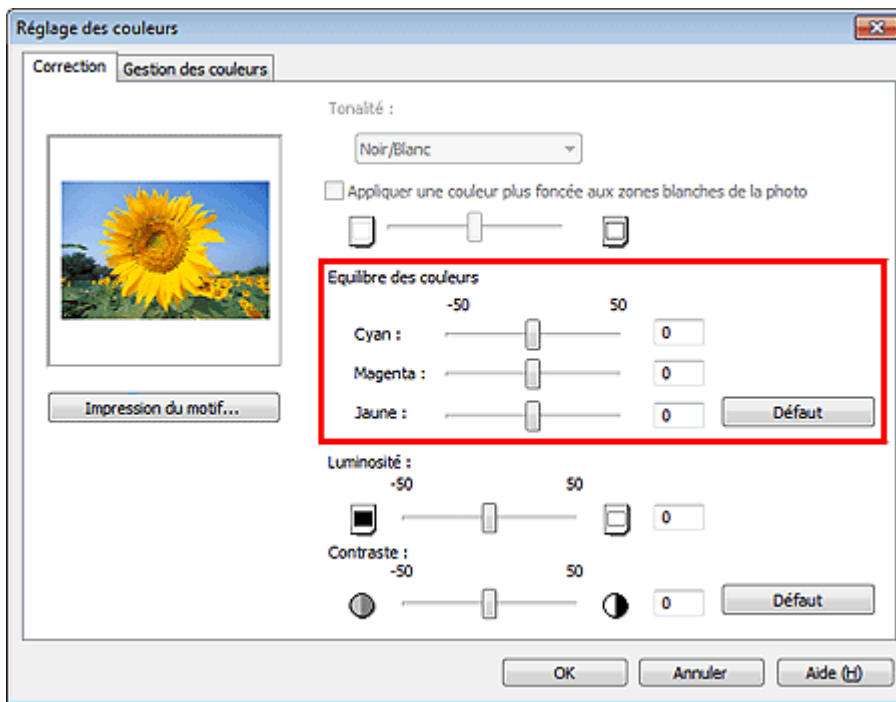 Réglage des couleurs
Correction
Gestion des couleurs
Tonalité :
Noir/Blanc
Appliquer une couleur plus foncée aux zones blanches de la photo
Equilibre des couleurs
-50 50
Cyan : 0
Magenta : 0
Jaune : 0
Défaut
Impression du motif...
Luminosité :
-50 50
0
Contraste :
-50 50
0
Défaut
OK
Annuler
Aide (H)